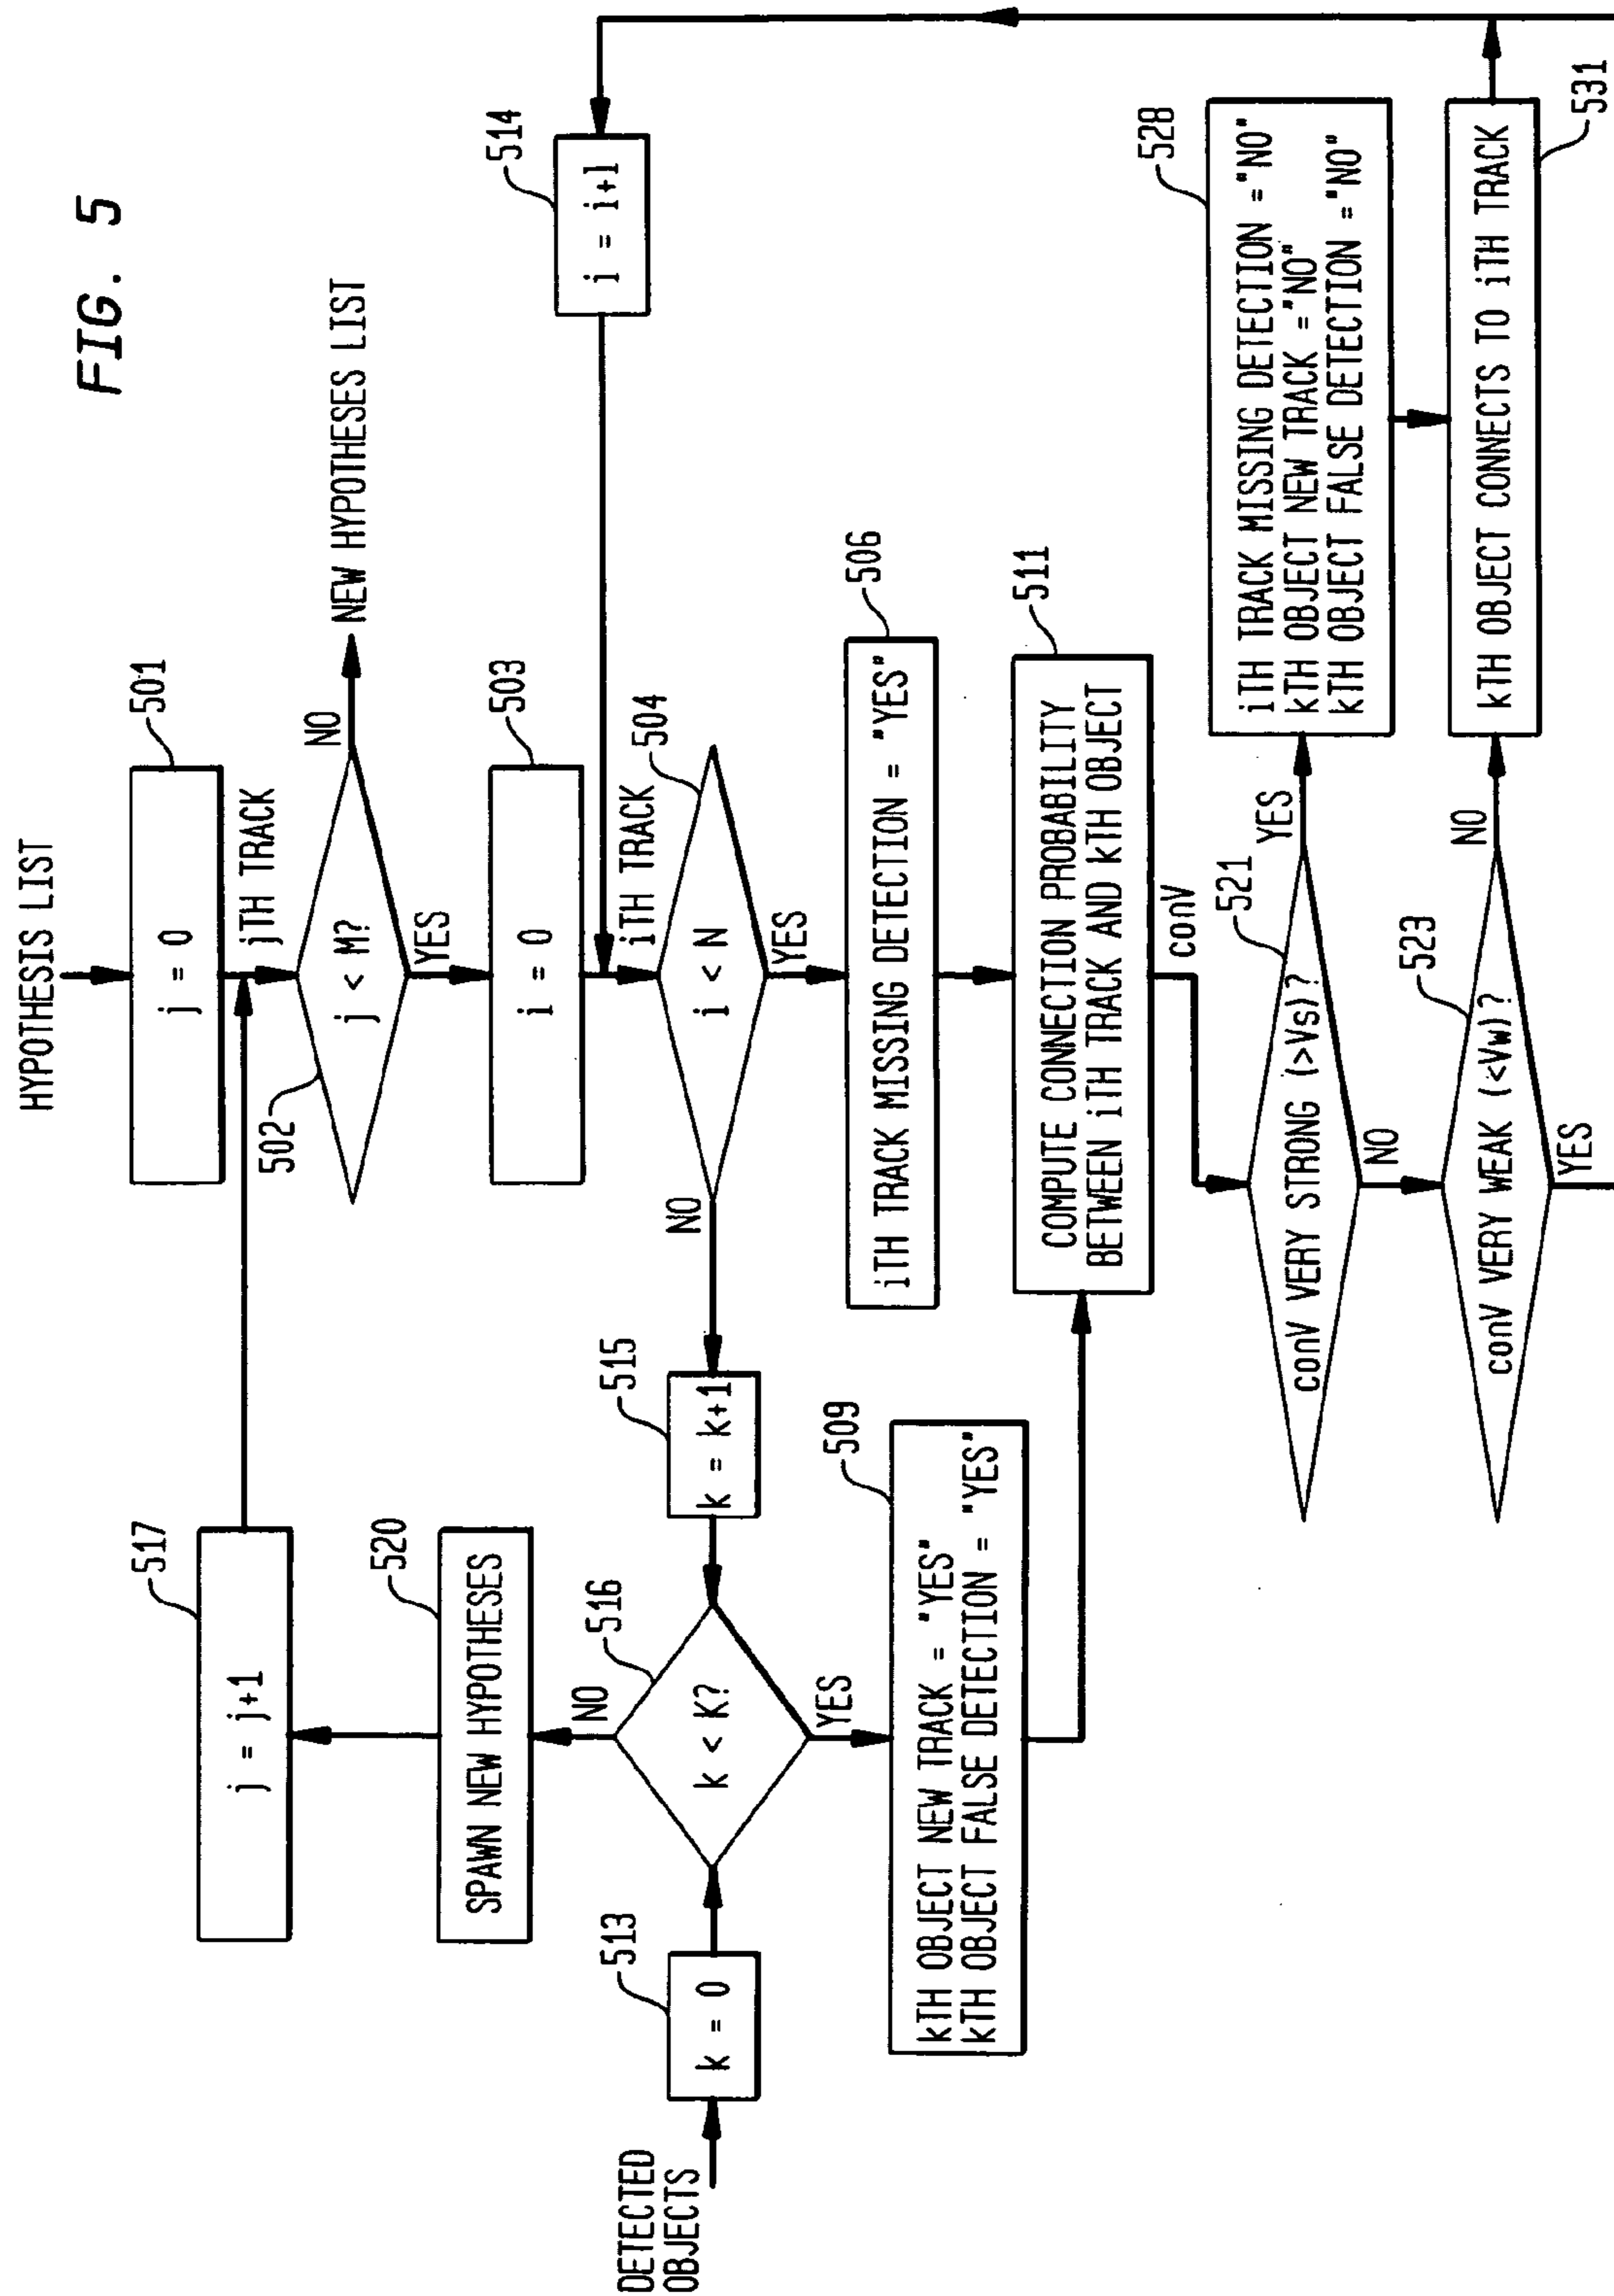 FIG. 5
HYPOTHESIS LIST
501
j = 0
jTH TRACK
502
j < M?
NO
NEW HYPOTHESES LIST
YES
503
i = 0
514
i = i+1
iTH TRACK
504
i < N
NO
YES
506
iTH TRACK MISSING DETECTION = "YES"
511
COMPUTE CONNECTION PROBABILITY
BETWEEN iTH TRACK AND kTH OBJECT
conV
517
j = j+1
520
SPAWN NEW HYPOTHESES
NO
516
k < K?
YES
515
k = k+1
513
k = 0
DETECTED
OBJECTS
509
kTH OBJECT NEW TRACK = "YES"
kTH OBJECT FALSE DETECTION = "YES"
521
conV VERY STRONG (>Vs)?
YES
NO
528
iTH TRACK MISSING DETECTION ="NO"
kTH OBJECT NEW TRACK ="NO"
kTH OBJECT FALSE DETECTION ="NO"
523
conV VERY WEAK (<Vw)?
NO
YES
kTH OBJECT CONNECTS TO iTH TRACK
531